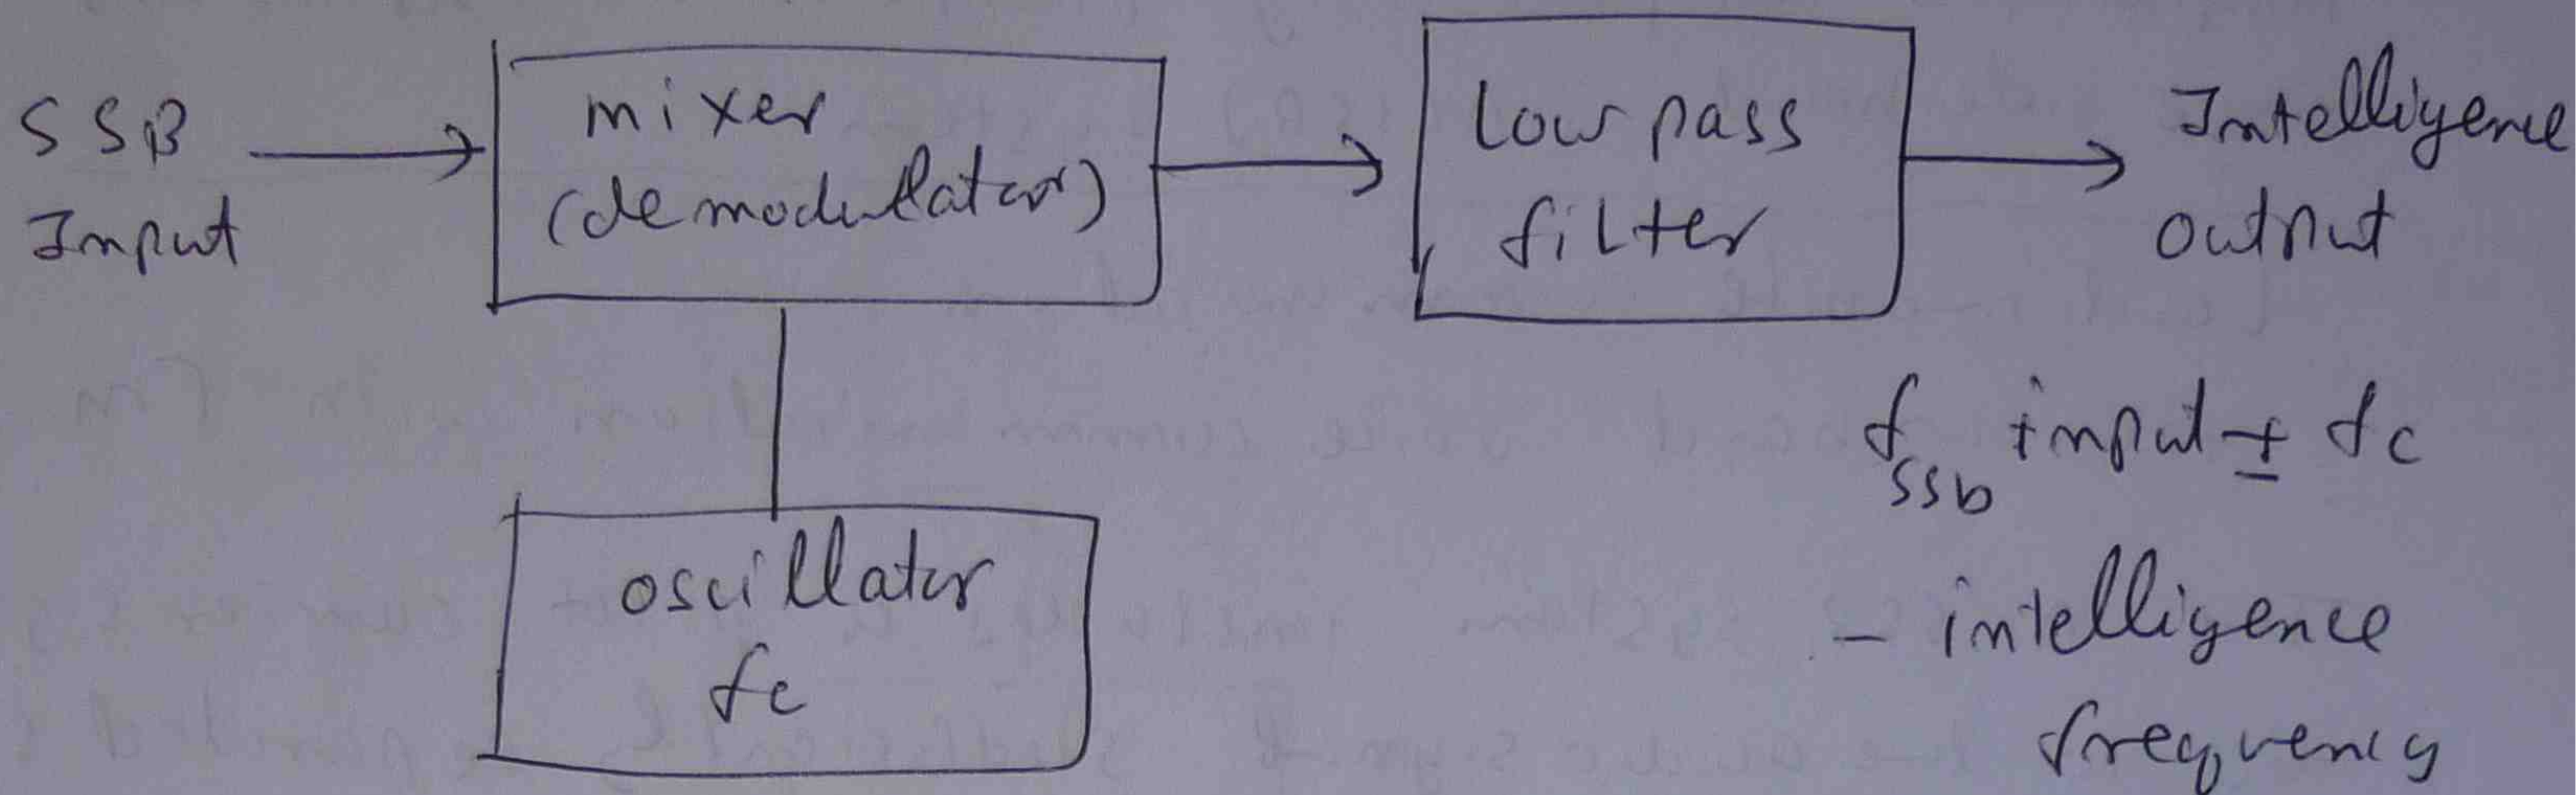 SSB
Input
mixer
(demodulator)
low pass
filter
Intelligence
output
oscillator
fc
fssb input ± fc
- intelligence
frequency